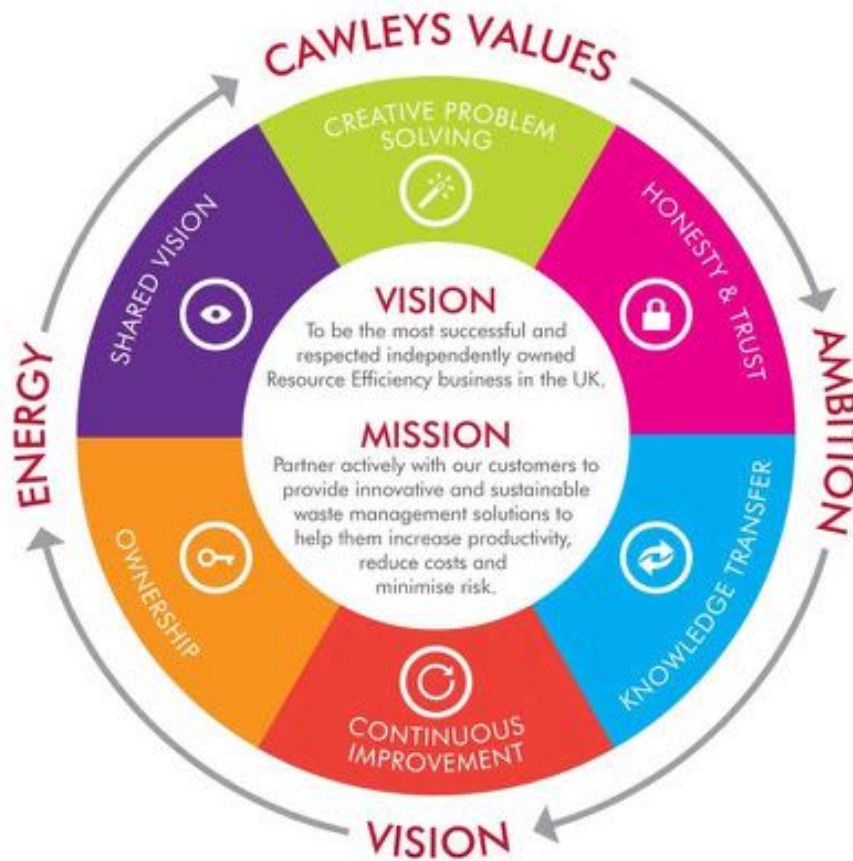 CAWLEYS VALUES
CREATIVE PROBLEM
SOLVING
HONESTY & TRUST
AMBITION
KNOWLEDGE TRANSFER
CONTINUOUS
IMPROVEMENT
VISION
OWNERSHIP
ENERGY
SHARED VISION
VISION
To be the most successful and
respected independently owned
Resource Efficiency business in the UK.
MISSION
Partner actively with our customers to
provide innovative and sustainable
waste management solutions to
help them increase productivity,
reduce costs and
minimise risk.